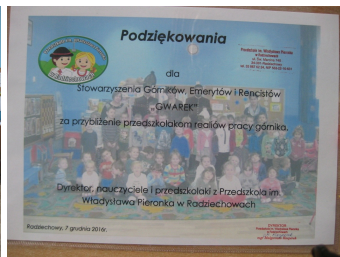 Podziękowania
dla
Stowarzyszenia Górników, Emerytów i Rencistów
„GWAREK"
za przybliżenie przedszkolakom realiów pracy górnika.
Dyrektor, nauczyciele i przedszkolaki z Przedszkola im.
Władysława Pieronka w Radziechowach
Radziechowy, 7 grudnia 2016r.